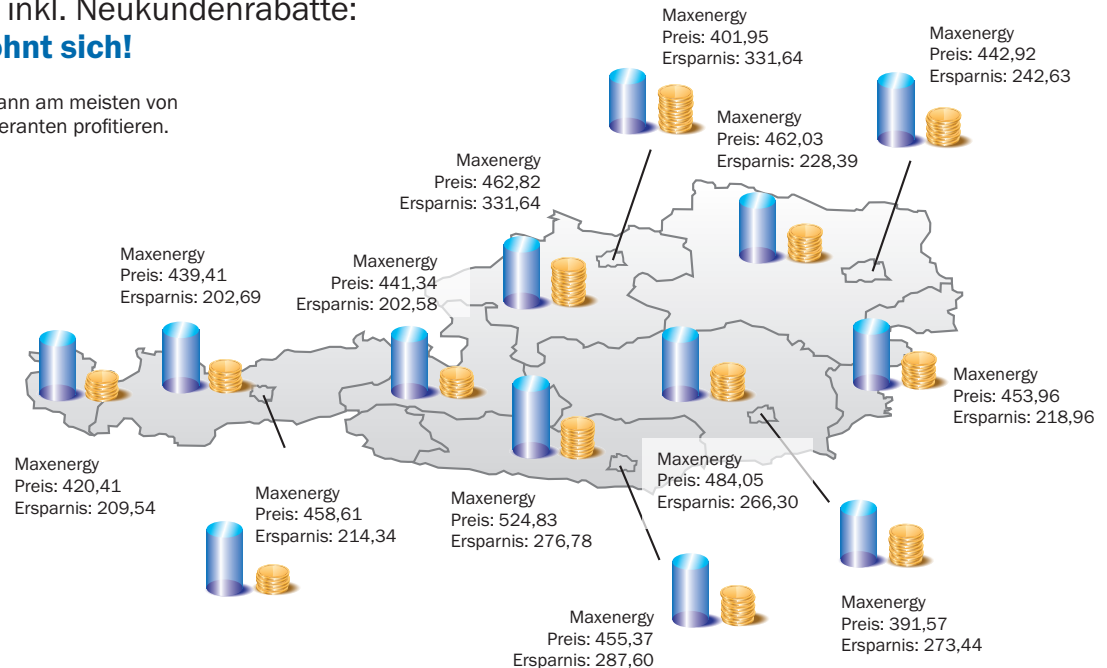 inkl. Neukundenrabatte:
hnt sich!
ann am meisten von
eranten profitieren.
Maxenergy
Preis: 401,95
Ersparnis: 331,64
Maxenergy
Preis: 442,92
Ersparnis: 242,63
Maxenergy
Preis: 462,03
Ersparnis: 228,39
Maxenergy
Preis: 462,82
Ersparnis: 331,64
Maxenergy
Preis: 439,41
Ersparnis: 202,69
Maxenergy
Preis: 441,34
Ersparnis: 202,58
Maxenergy
Preis: 453,96
Ersparnis: 218,96
Maxenergy
Preis: 420,41
Ersparnis: 209,54
Maxenergy
Preis: 458,61
Ersparnis: 214,34
Maxenergy
Preis: 524,83
Ersparnis: 276,78
Maxenergy
Preis: 484,05
Ersparnis: 266,30
Maxenergy
Preis: 455,37
Ersparnis: 287,60
Maxenergy
Preis: 391,57
Ersparnis: 273,44